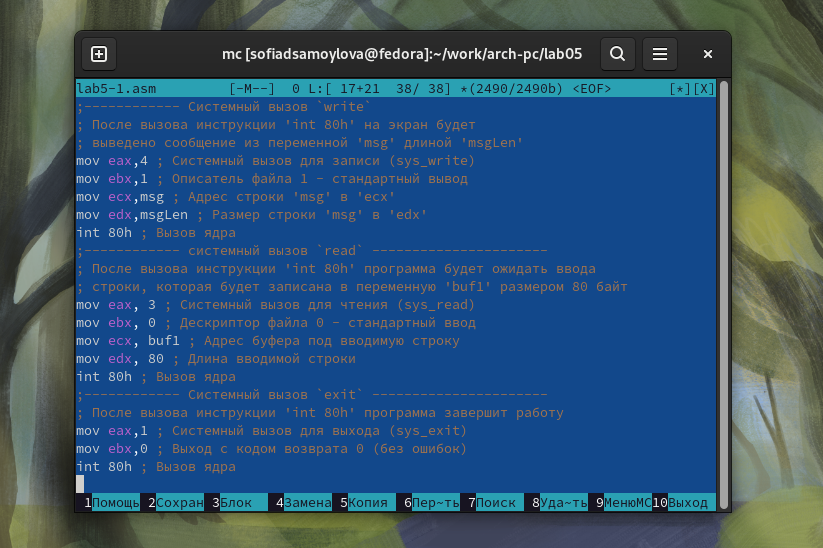 mc [sofiadsamoylova@fedora]:~/work/arch-pc/lab05
lab5-1.asm [-M--] 0 L:[ 17+21 38/ 38] *(2490/2490b) <EOF> [*][X]
;------------ Системный вызов `write`
; После вызова инструкции 'int 80h' на экран будет
; выведено сообщение из переменной 'msg' длиной 'msgLen'
mov eax,4 ; Системный вызов для записи (sys_write)
mov ebx,1 ; Описатель файла 1 - стандартный вывод
mov ecx,msg ; Адрес строки 'msg' в 'ecx'
mov edx,msgLen ; Размер строки 'msg' в 'edx'
int 80h ; Вызов ядра
;------------ системный вызов `read` ----------------------
; После вызова инструкции 'int 80h' программа будет ожидать ввода
; строки, которая будет записана в переменную 'buf1' размером 80 байт
mov eax, 3 ; Системный вызов для чтения (sys_read)
mov ebx, 0 ; Дескриптор файла 0 - стандартный ввод
mov ecx, buf1 ; Адрес буфера под вводимую строку
mov edx, 80 ; Длина вводимой строки
int 80h ; Вызов ядра
;------------ Системный вызов `exit` ----------------------
; После вызова инструкции 'int 80h' программа завершит работу
mov eax,1 ; Системный вызов для выхода (sys_exit)
mov ebx,0 ; Выход с кодом возврата 0 (без ошибок)
int 80h ; Вызов ядра
1Помощь 2Сохран 3Блок 4Замена 5Копия 6Пер~ть 7Поиск 8Уда~ть 9МенюМС 10Выход